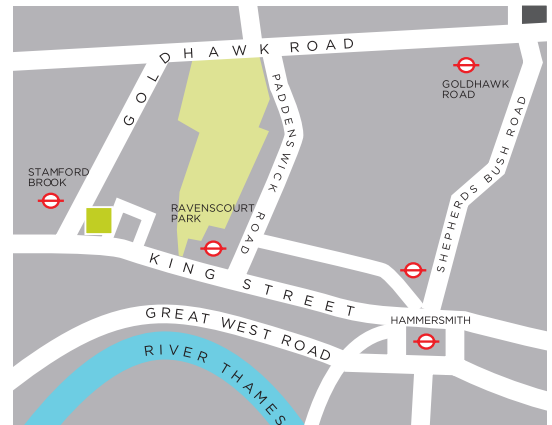 GOLDHAWK ROAD
PADDENSWICK ROAD
GOLDHAWK
ROAD
SHEPHERDS BUSH ROAD
STAMFORD
BROOK
RAVENSCOURT
PARK
KING STREET
GREAT WEST ROAD
HAMMERSMITH
RIVER THAMES